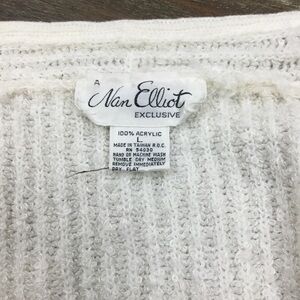 A
Nan Elliot
EXCLUSIVE
100% ACRYLIC
L
MADE IN TAIWAN R.O.C.
RN 54030
HAND OR MACHINE WASH
TUMBLE DRY MEDIUM
REMOVE IMMEDIATELY
DRY FLAT